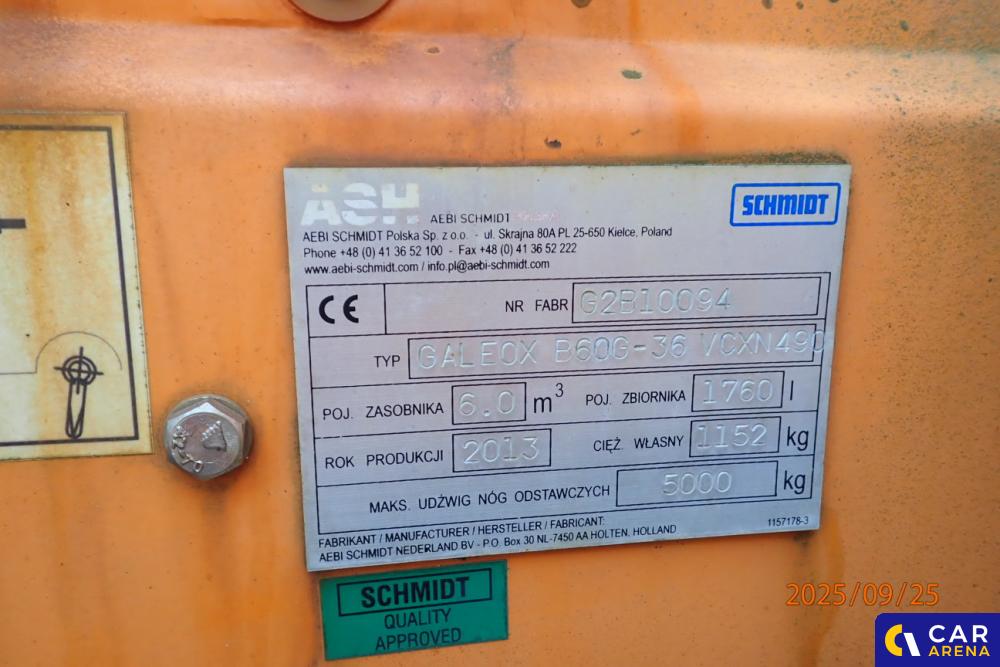 ASH AEBI SCHMIDT
SCHMIDT
AEBI SCHMIDT Polska Sp. z o.o. - ul. Skrajna 80A PL 25-650 Kielce, Poland
Phone +48 (0) 41 36 52 100 - Fax +48 (0) 41 36 52 222
www.aebi-schmidt.com / info.pl@aebi-schmidt.com
CE NR FABR G2B10094
TYP GALEOX B60G-36 VCXN490
POJ. ZASOBNIKA 6.0 m³ POJ. ZBIORNIKA 1760 l
ROK PRODUKCJI 2013 CIĘŻ. WŁASNY 1152 kg
MAKS. UDŹWIG NÓG ODSTAWCZYCH 5000 kg
FABRIKANT / MANUFACTURER / HERSTELLER / FABRICANT: 1157178-3
AEBI SCHMIDT NEDERLAND BV - P.O. Box 30 NL-7450 AA HOLTEN, HOLLAND
SCHMIDT
QUALITY
APPROVED
2025/09/25
CAR
ARENA